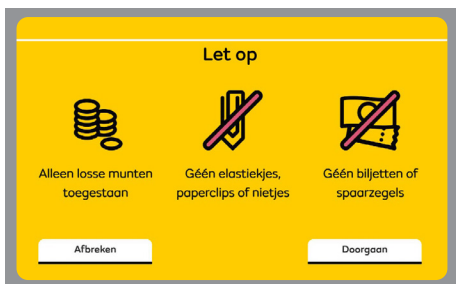 Let op
Alleen losse munten
toegestaan
Géén elastiekjes,
paperclips of nietjes
Géén biljetten of
spaarzegels
Afbreken
Doorgaan